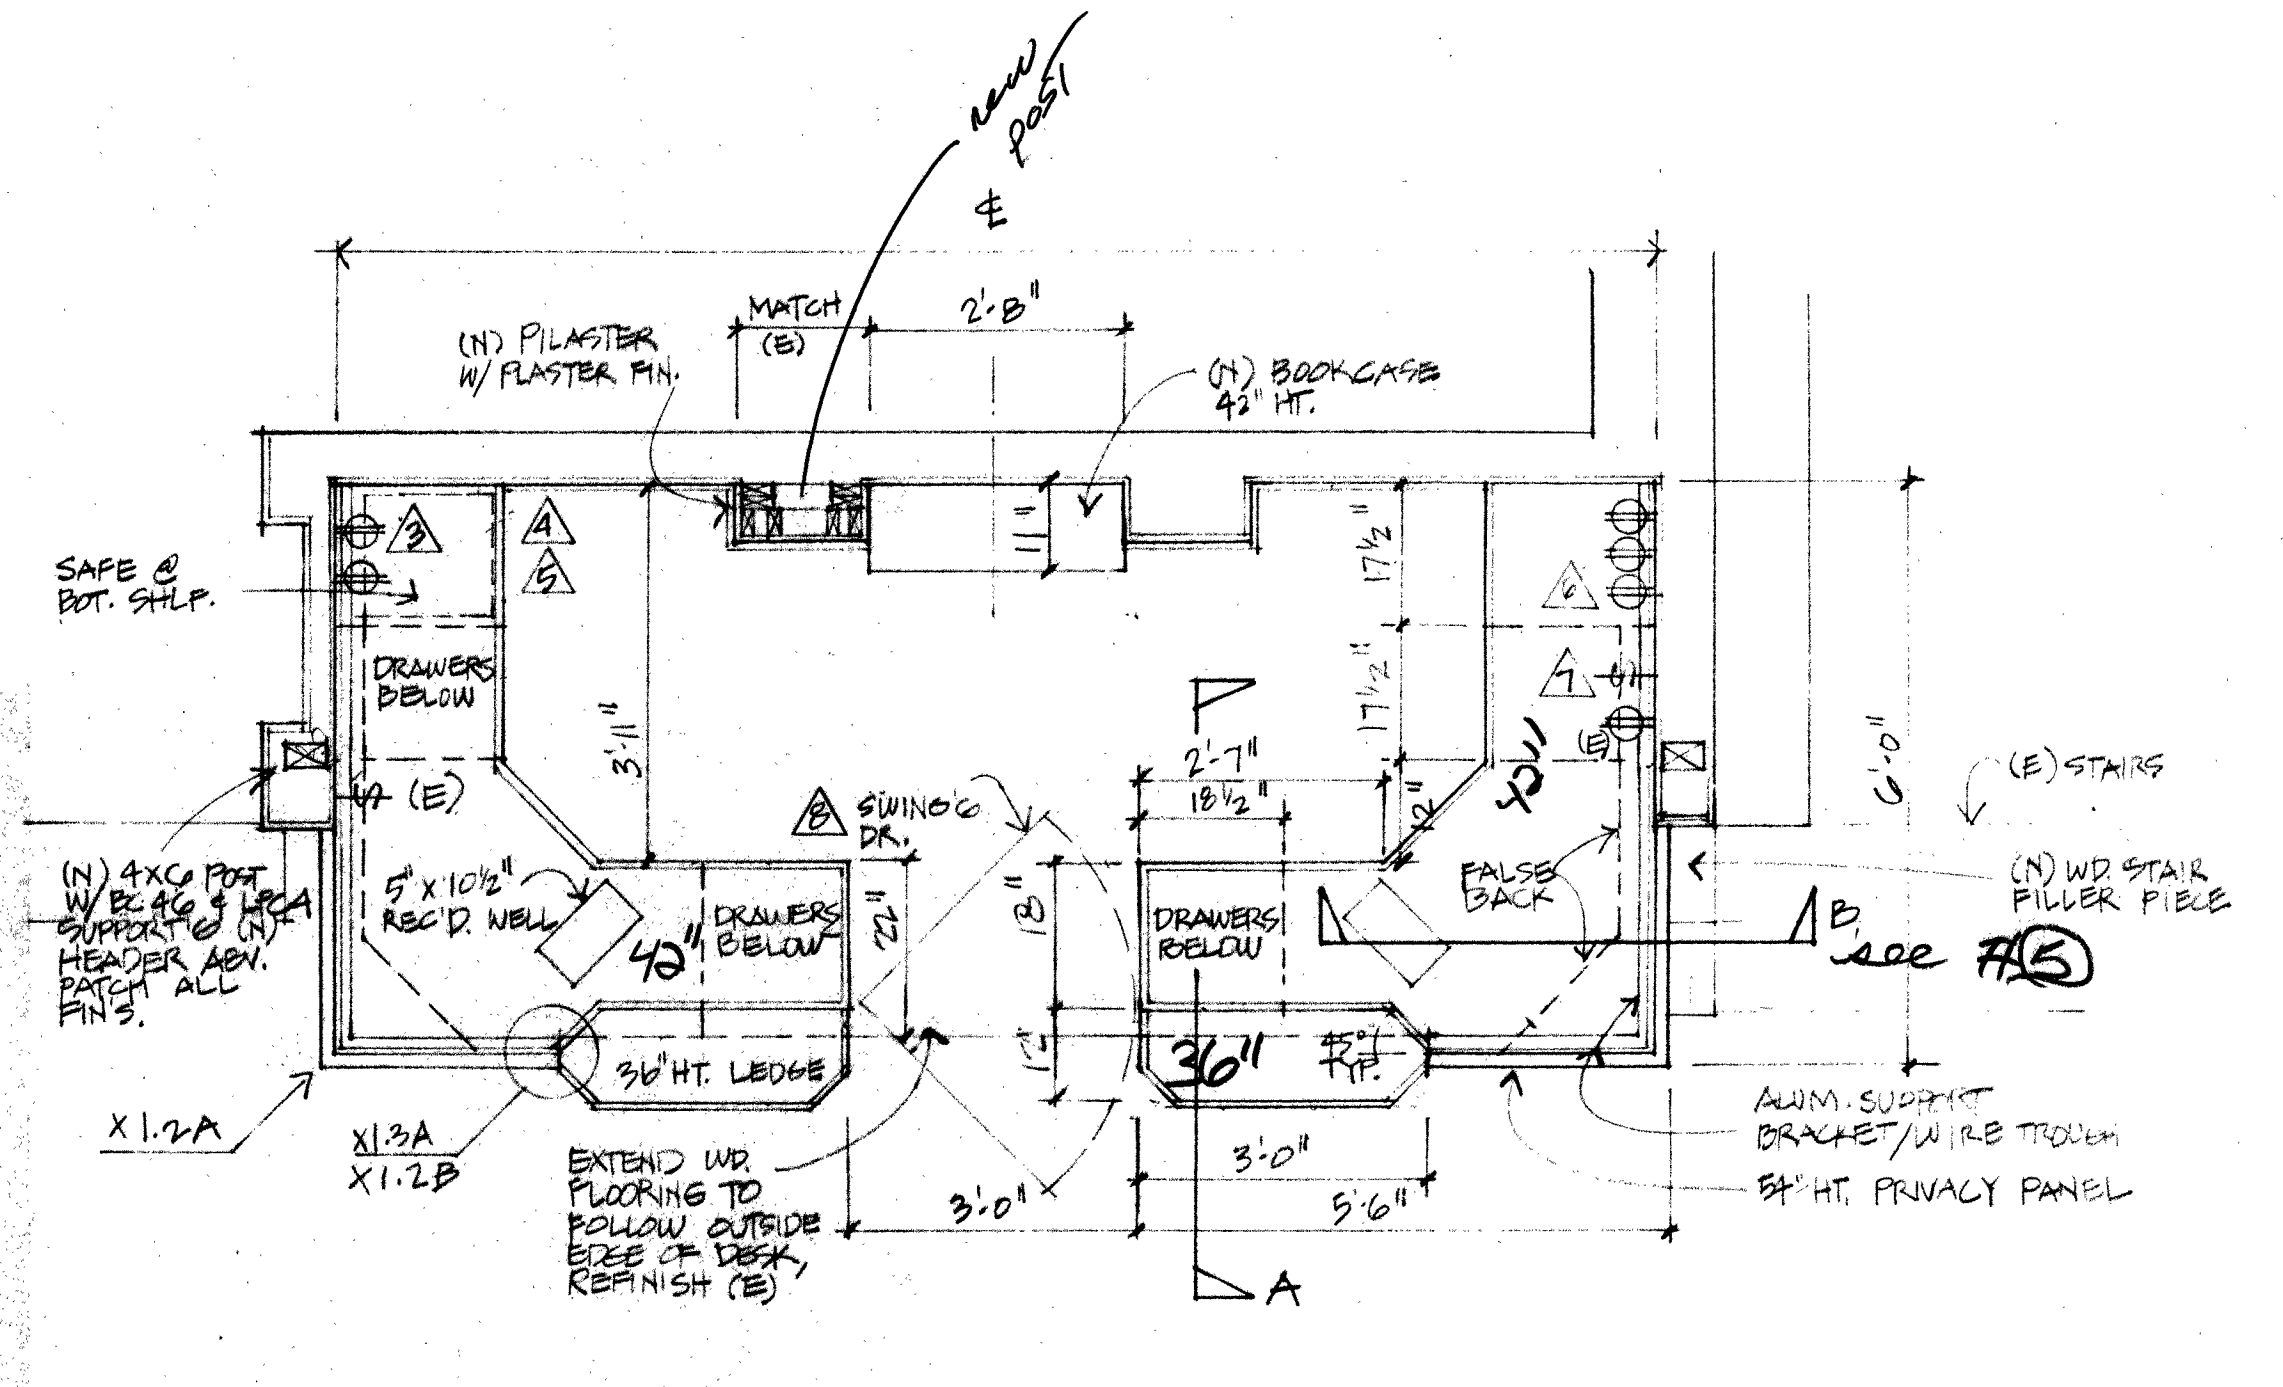 new
post
℄
MATCH
(E)
2'-8"
(N) PILASTER
W/ PLASTER FIN.
(N) BOOKCASE
42" HT.
3
4
5
11"
17½"
6
SAFE @
BOT. SHLF.
DRAWERS
BELOW
17½"
7
3'-11"
(E)
42"
6'-0"
(E) STAIRS
2'-7"
18½"
12"
(E)
8
SWING'G
DR.
(N) 4X6 POST
W/ BC46 & LPCA
SUPPORT'G (N)
HEADER ABV.
PATCH ALL
FIN'S.
5" X 10½"
REC'D. WELL
42"
DRAWERS
BELOW
22"
18"
DRAWERS
BELOW
FALSE
BACK
(N) WD. STAIR
FILLER PIECE
B
see #5
36" HT. LEDGE
12"
36"
45°
TYP.
X1.2A
X1.3A
X1.2B
EXTEND WD.
FLOORING TO
FOLLOW OUTSIDE
EDGE OF DESK,
REFINISH (E)
3'-0"
3'-0"
5'-6"
ALUM. SUPPORT
BRACKET/WIRE TROUGH
54" HT. PRIVACY PANEL
A